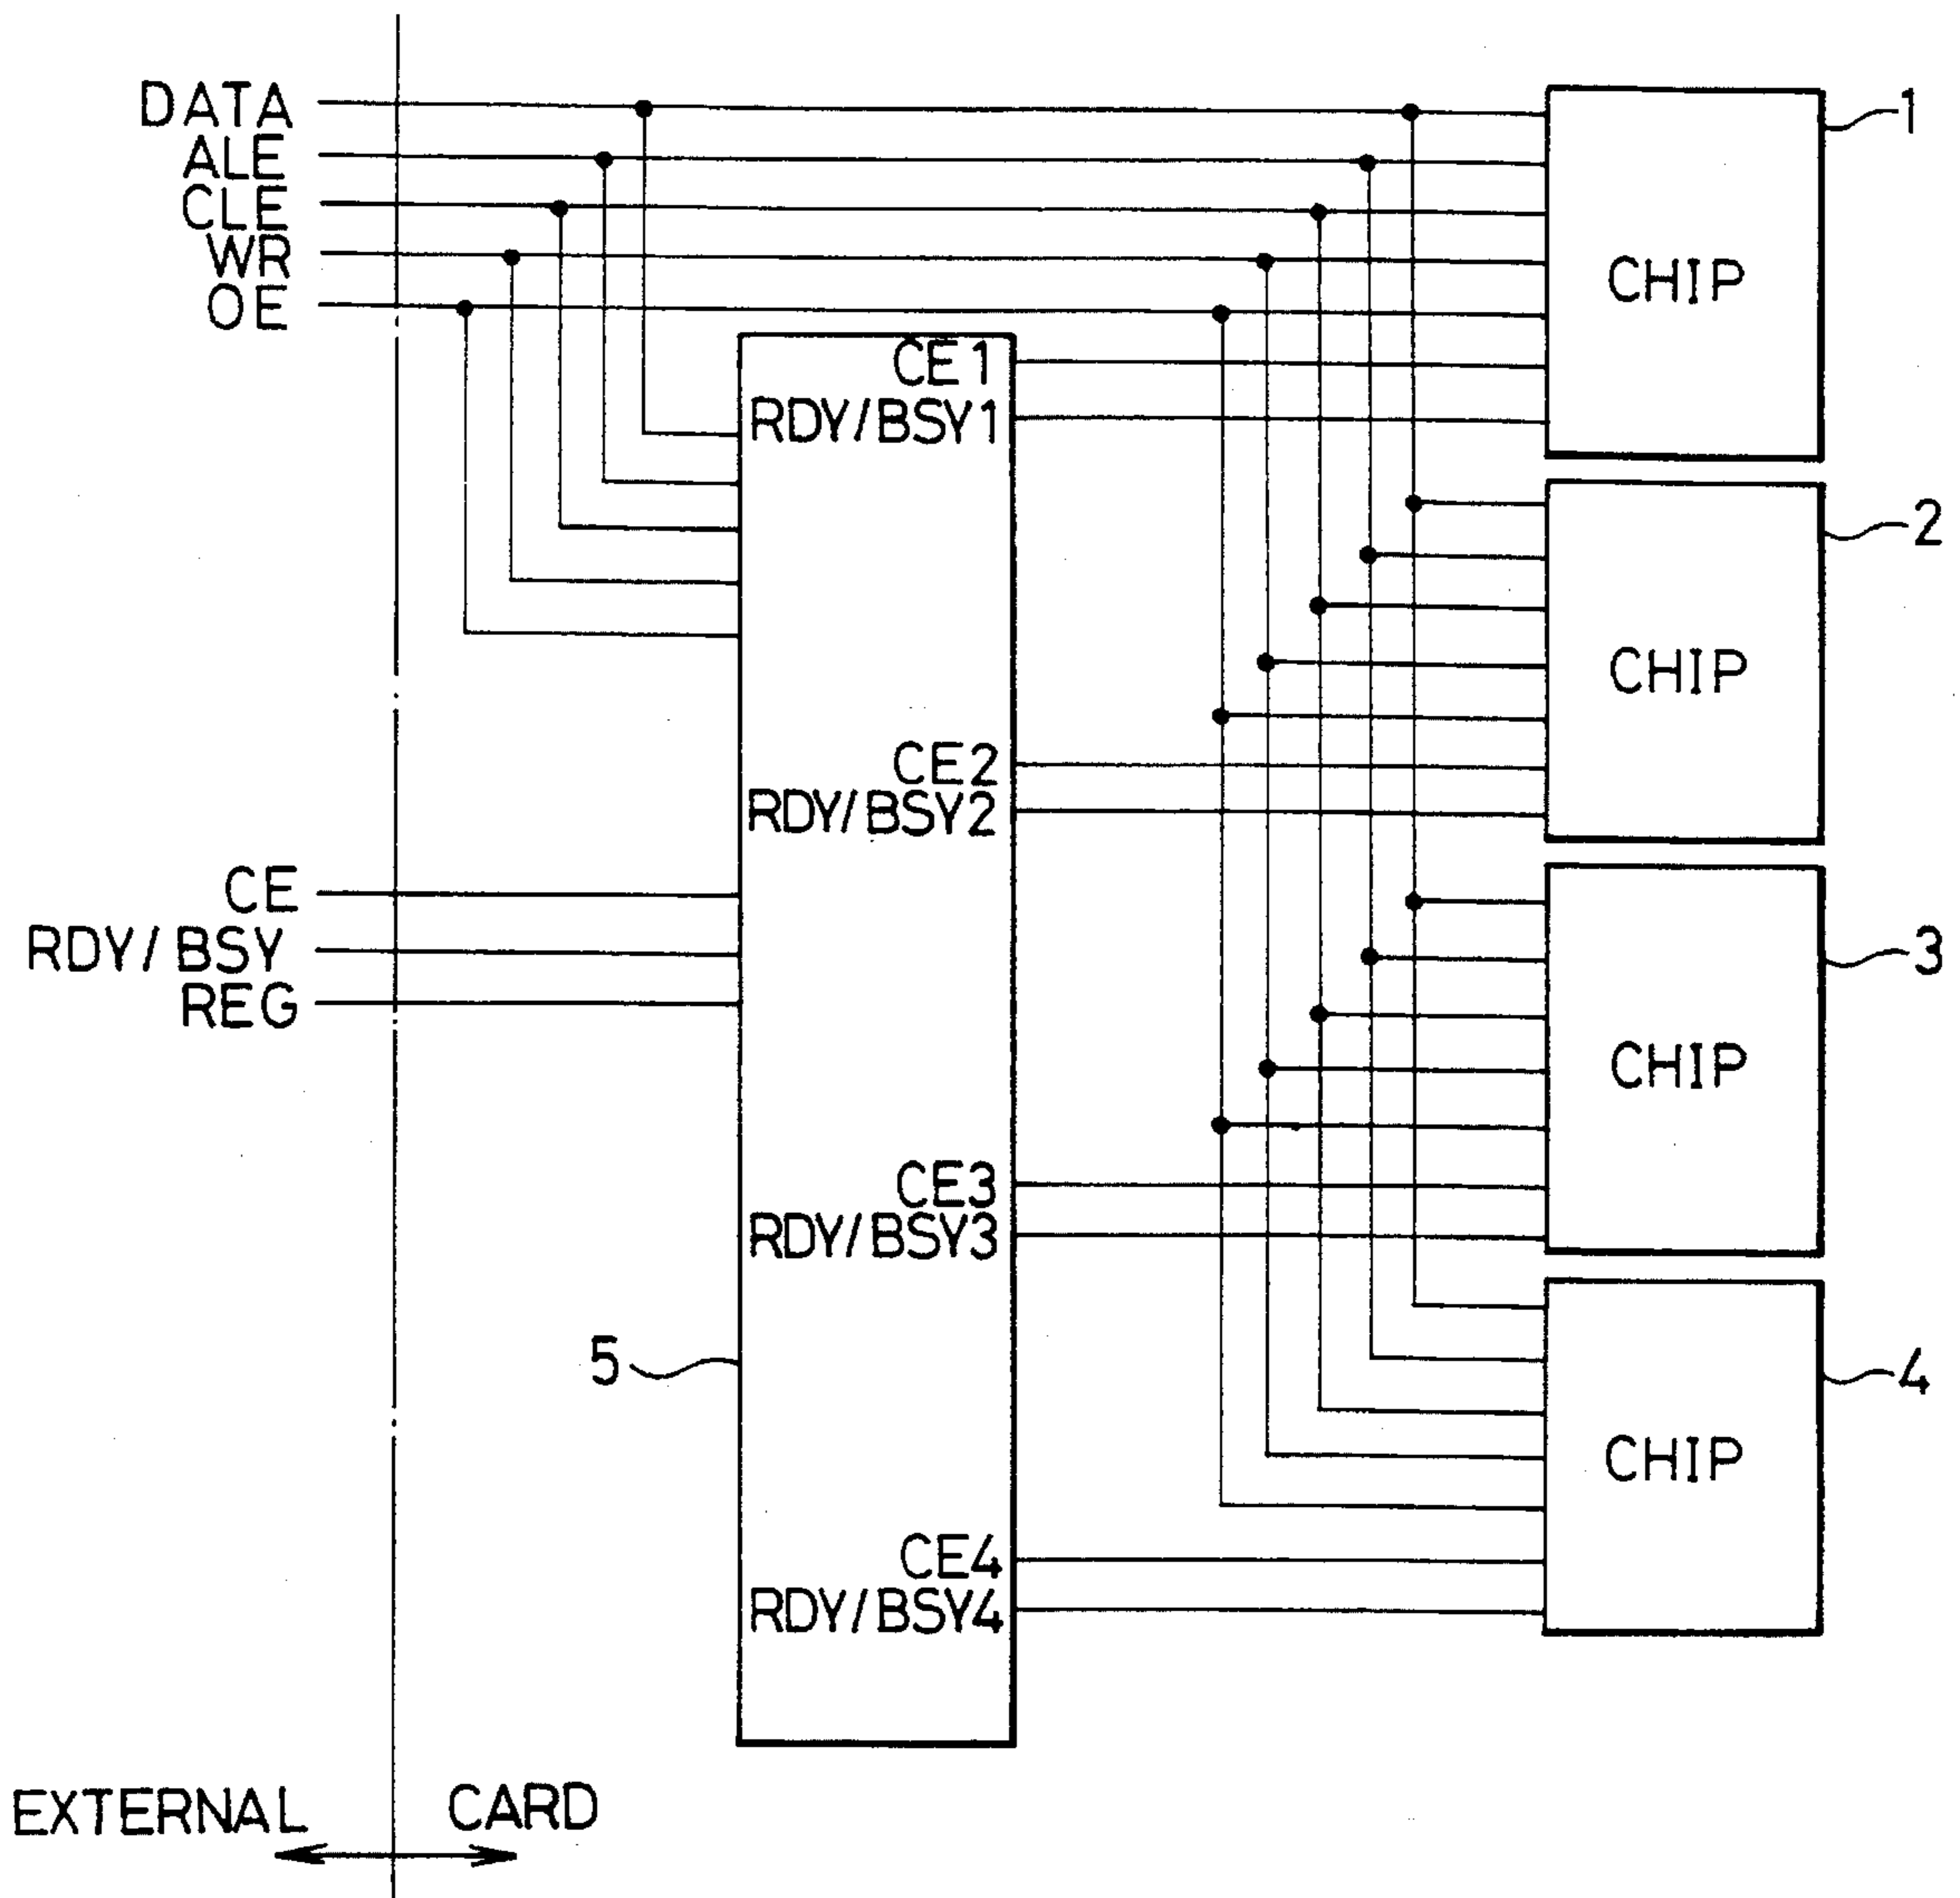 DATA
ALE
CLE
WR
OE
CE1
RDY/BSY1
CE2
RDY/BSY2
CE
RDY/BSY
REG
CE3
RDY/BSY3
5
CE4
RDY/BSY4
CHIP
1
CHIP
2
CHIP
3
CHIP
4
EXTERNAL
CARD